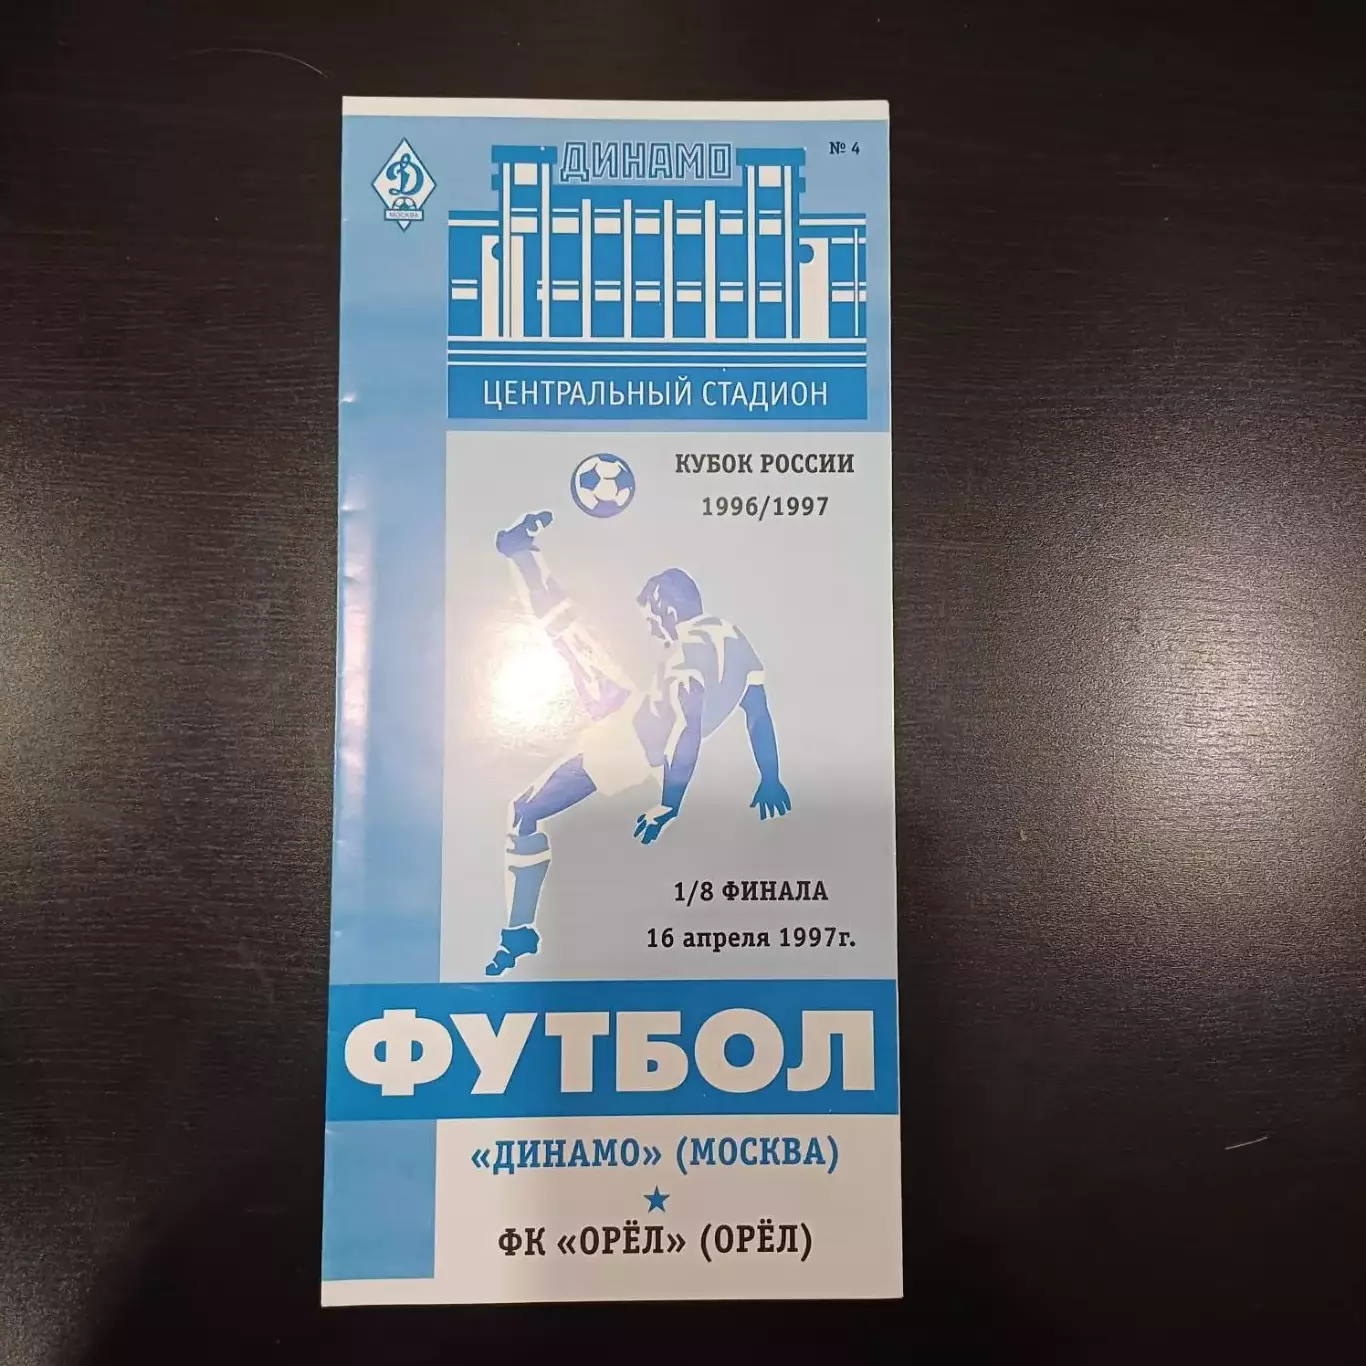 Д
МОСКВА
ДИНАМО
№ 4
ЦЕНТРАЛЬНЫЙ СТАДИОН
КУБОК РОССИИ
1996/1997
1/8 ФИНАЛА
16 апреля 1997г.
ФУТБОЛ
«ДИНАМО» (МОСКВА)
ФК «ОРЁЛ» (ОРЁЛ)